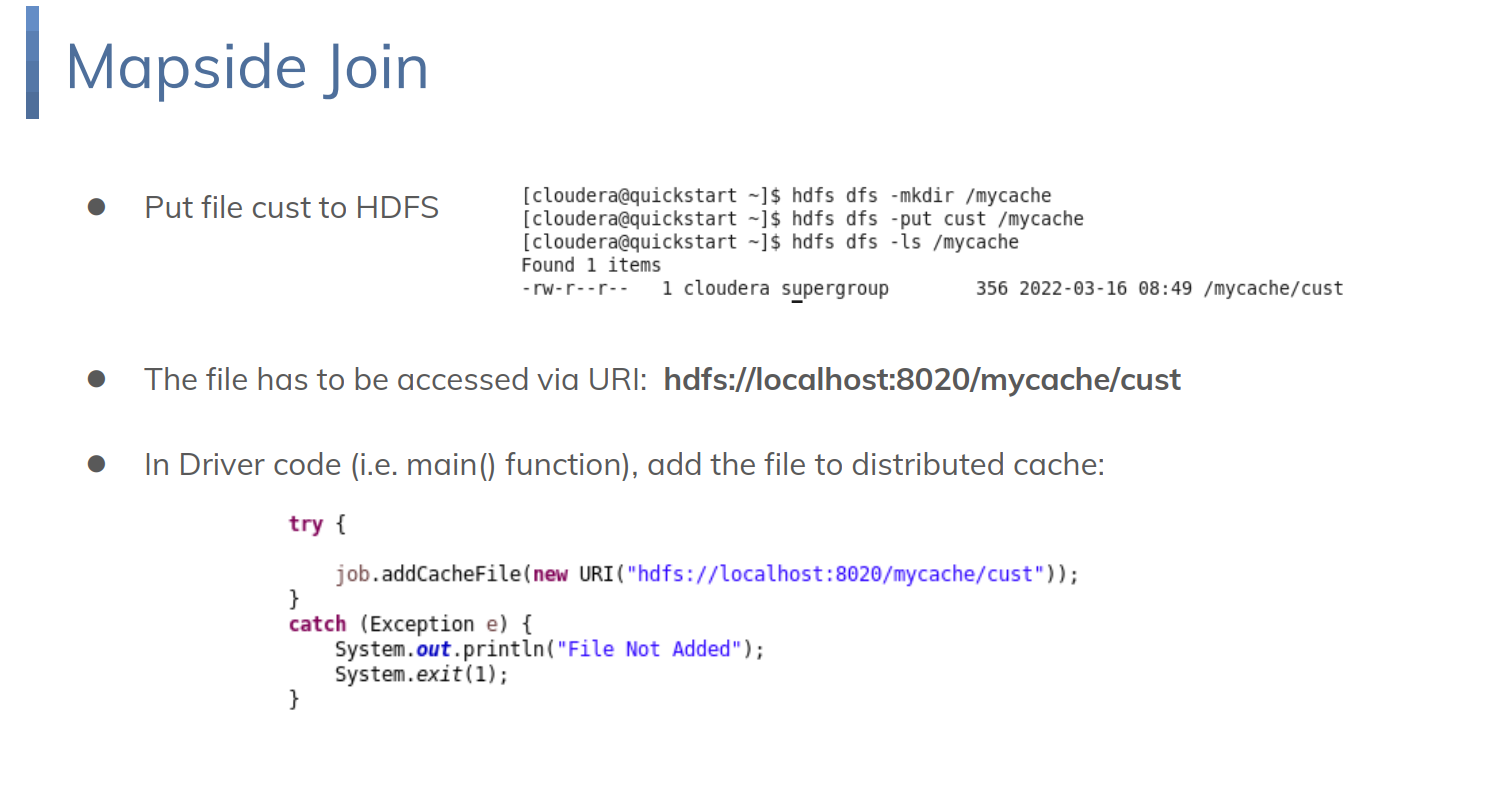 Mapside Join
● Put file cust to HDFS
[cloudera@quickstart ~]$ hdfs dfs -mkdir /mycache
[cloudera@quickstart ~]$ hdfs dfs -put cust /mycache
[cloudera@quickstart ~]$ hdfs dfs -ls /mycache
Found 1 items
-rw-r--r--   1 cloudera supergroup        356 2022-03-16 08:49 /mycache/cust
● The file has to be accessed via URI: hdfs://localhost:8020/mycache/cust
● In Driver code (i.e. main() function), add the file to distributed cache:
try {
    job.addCacheFile(new URI("hdfs://localhost:8020/mycache/cust"));
}
catch (Exception e) {
    System.out.println("File Not Added");
    System.exit(1);
}